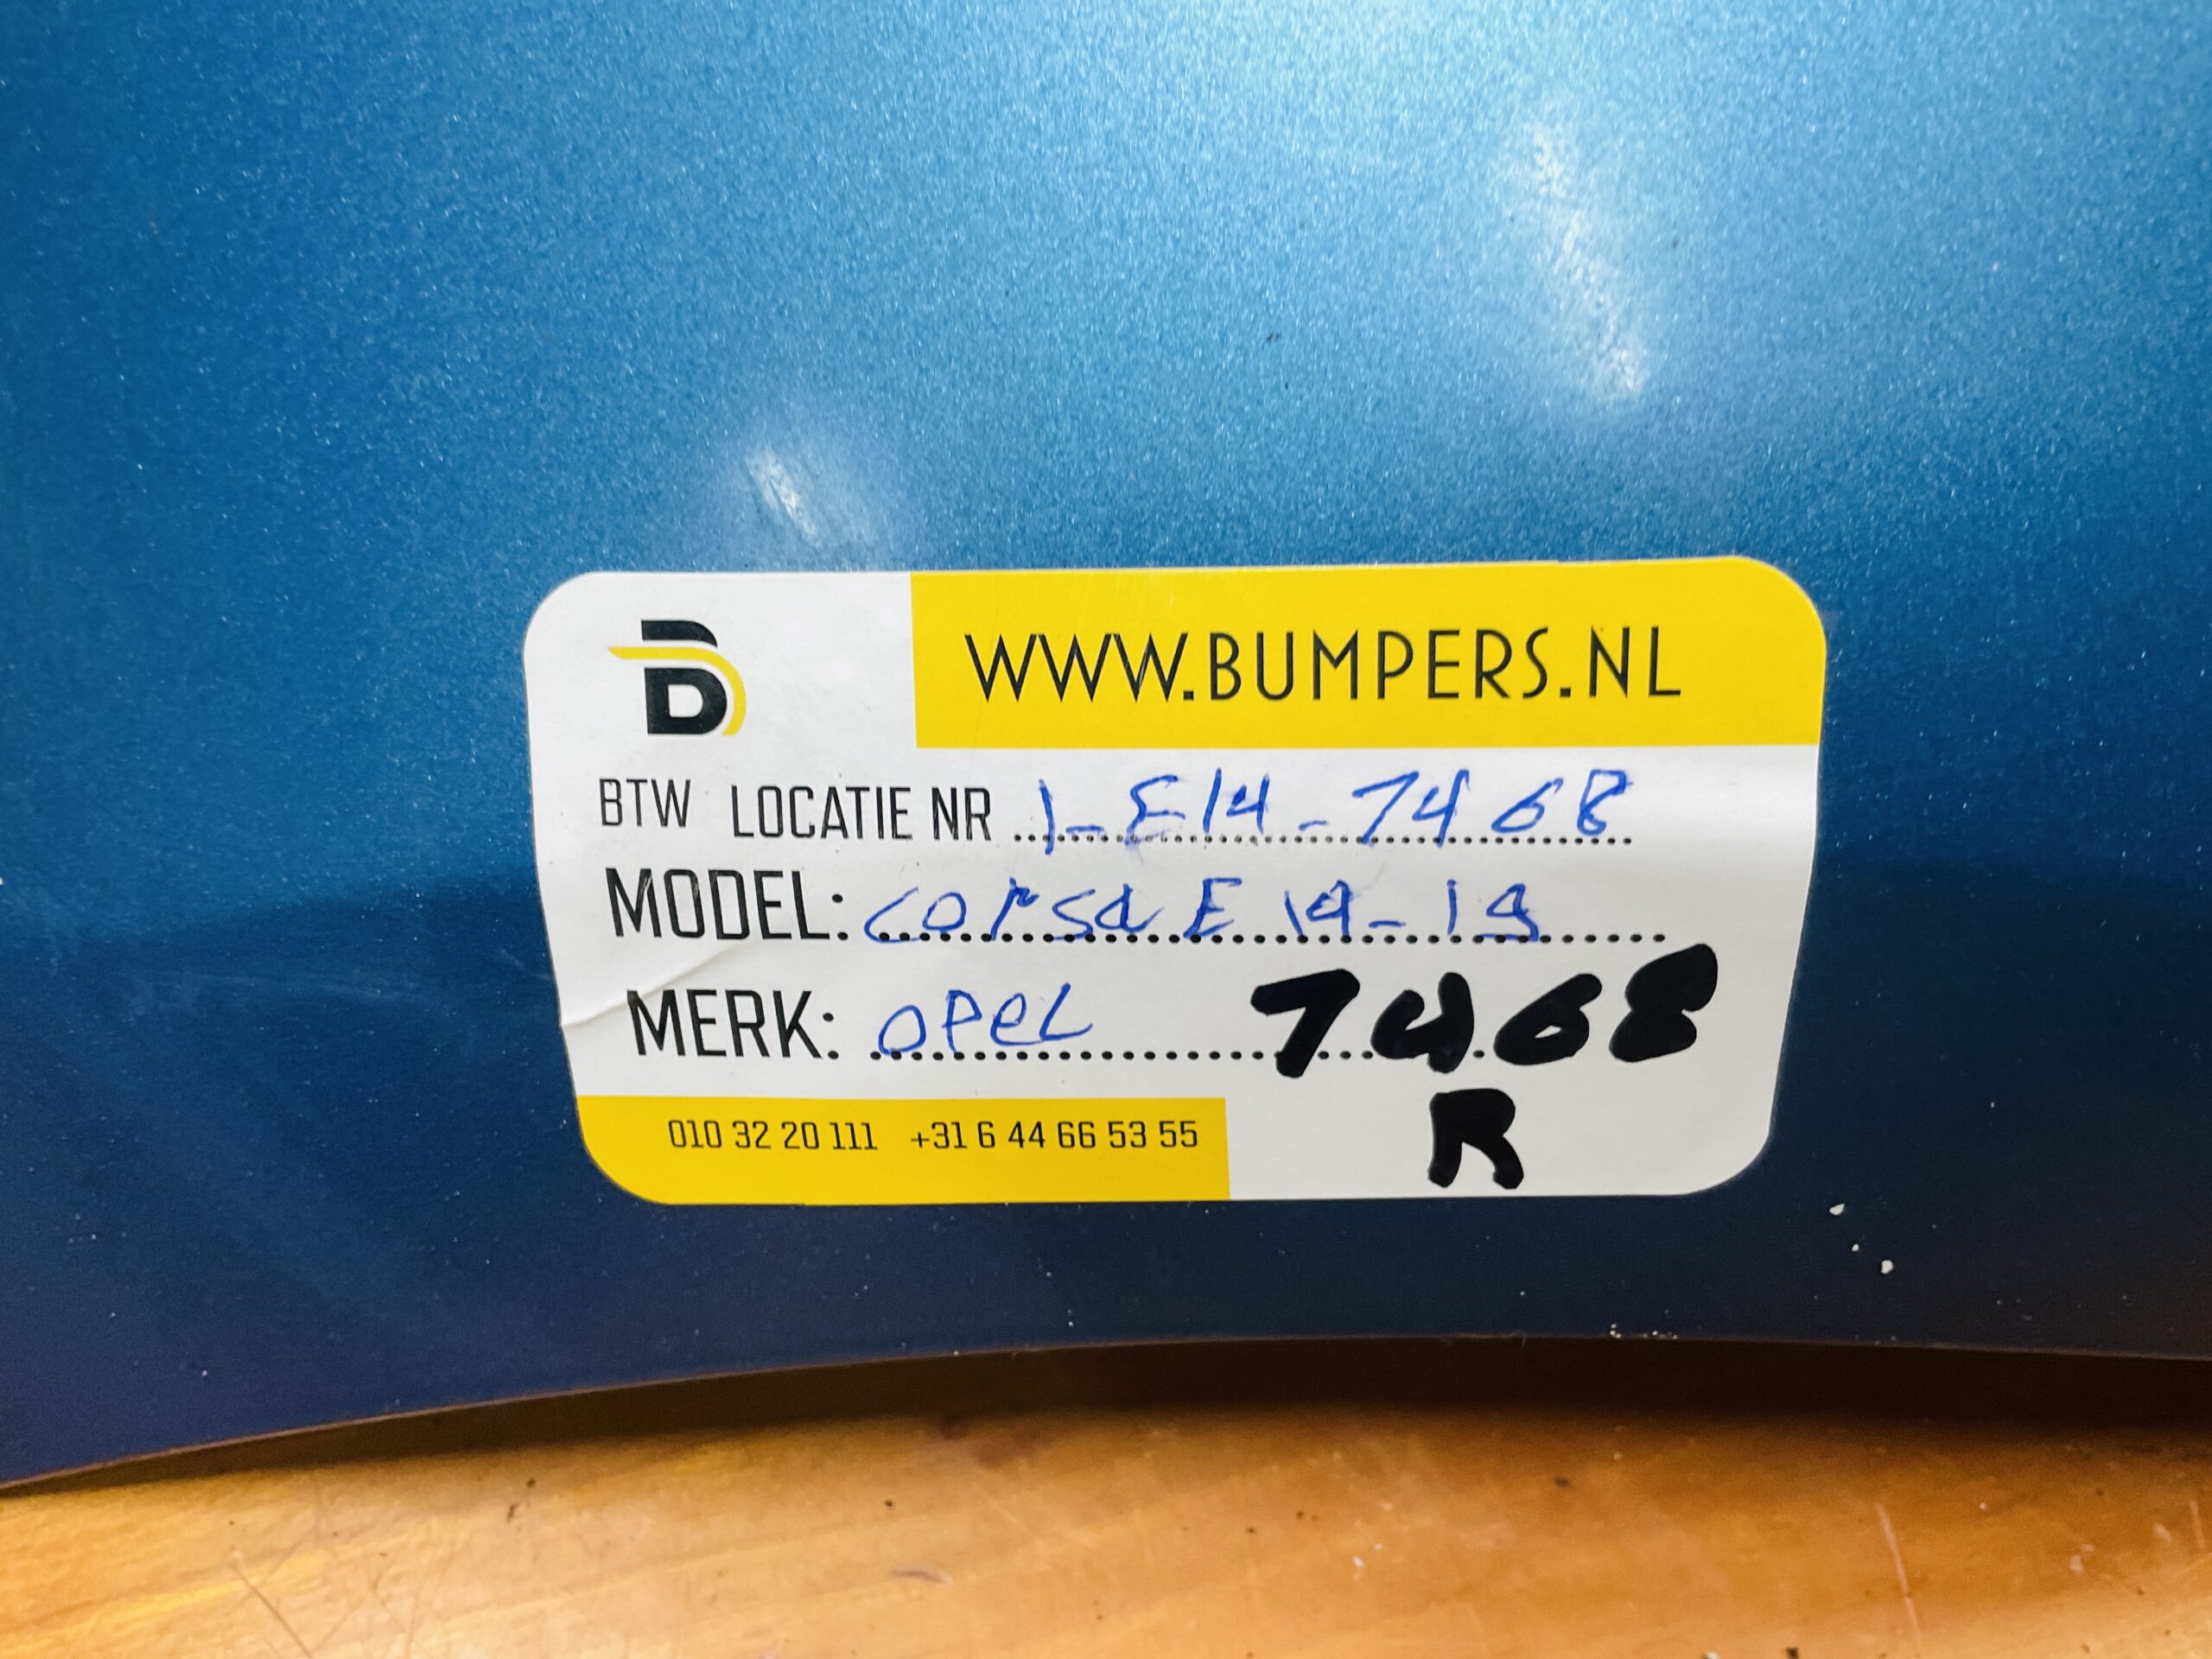 WWW.BUMPERS.NL
BTW LOCATIE NR 1-E14-7468
MODEL: corsa E 14-19
MERK: OPEL 7468
R
010 32 20 111 +31 6 44 66 53 55